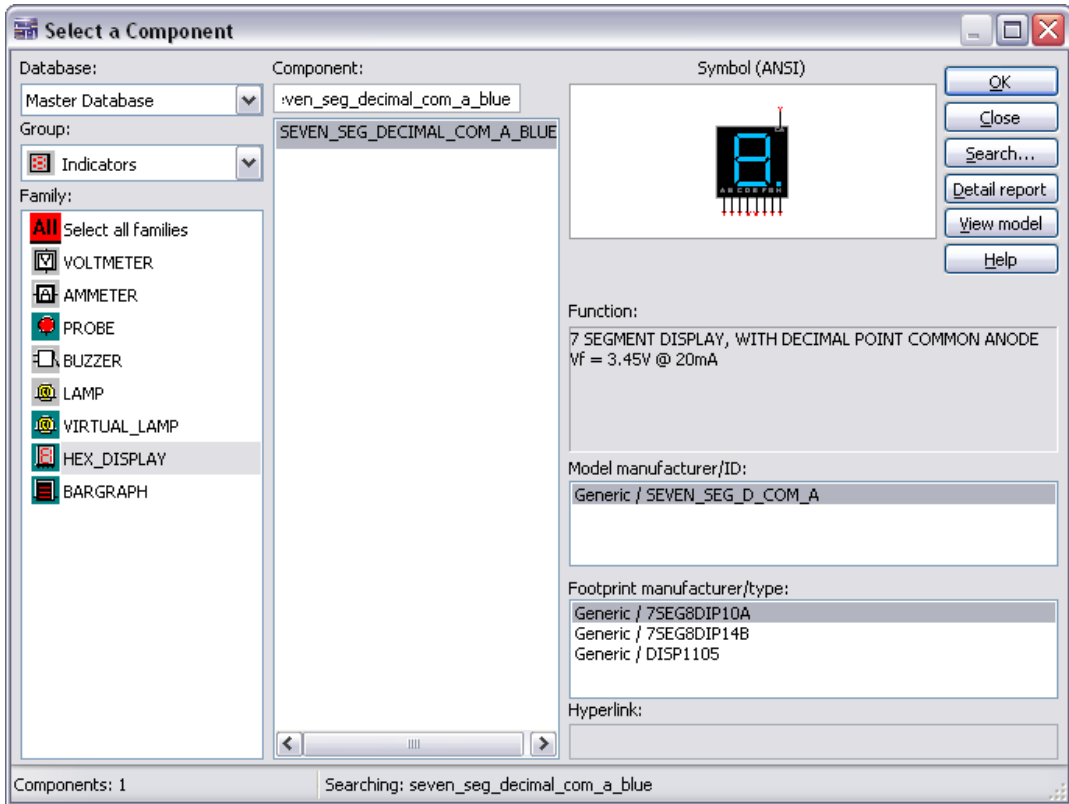 Select a Component
Database:
Master Database
Group:
Indicators
Family:
All Select all families
VOLTMETER
A AMMETER
PROBE
BUZZER
LAMP
VIRTUAL_LAMP
HEX_DISPLAY
BARGRAPH
Component:
ven_seg_decimal_com_a_blue
SEVEN_SEG_DECIMAL_COM_A_BLUE
Symbol (ANSI)
CA
A B C D E F G H
OK
Close
Search...
Detail report
View model
Help
Function:
7 SEGMENT DISPLAY, WITH DECIMAL POINT COMMON ANODE
Vf = 3.45V @ 20mA
Model manufacturer/ID:
Generic / SEVEN_SEG_D_COM_A
Footprint manufacturer/type:
Generic / 7SEG8DIP10A
Generic / 7SEG8DIP14B
Generic / DISP1105
Hyperlink:
Components: 1
Searching: seven_seg_decimal_com_a_blue